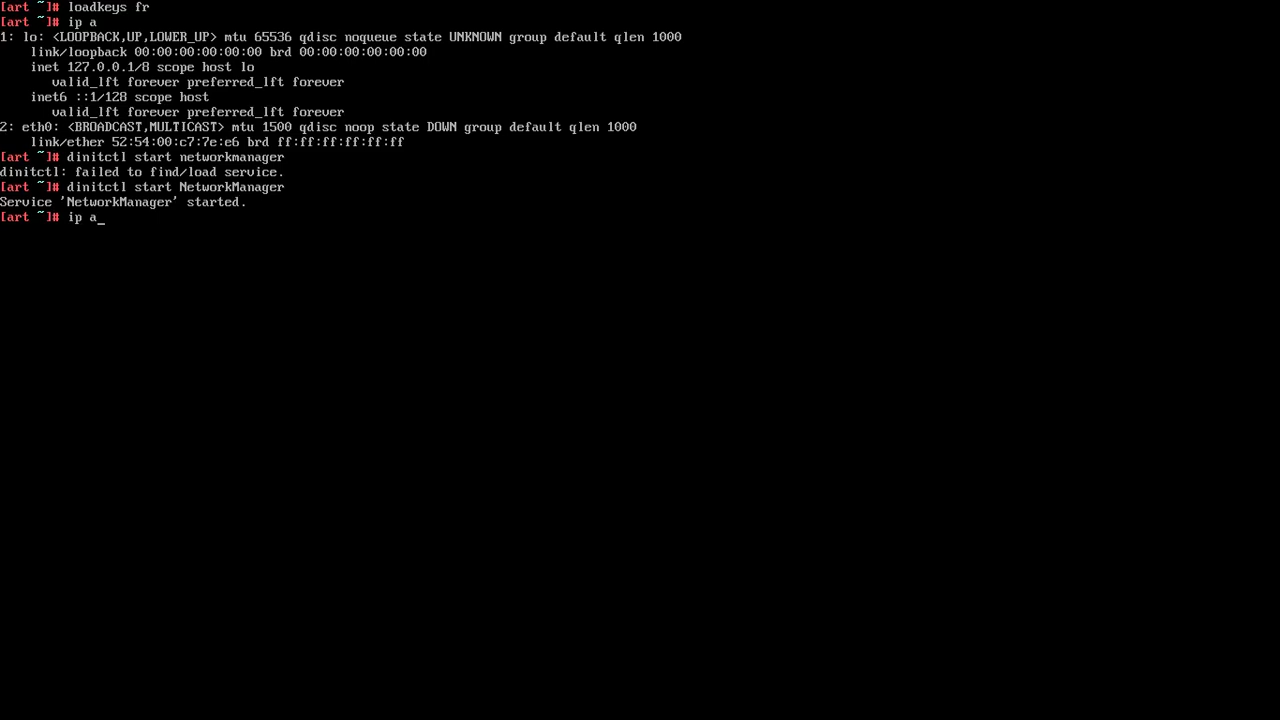 [art ~]# loadkeys fr
[art ~]# ip a
1: lo: <LOOPBACK,UP,LOWER_UP> mtu 65536 qdisc noqueue state UNKNOWN group default qlen 1000
    link/loopback 00:00:00:00:00:00 brd 00:00:00:00:00:00
    inet 127.0.0.1/8 scope host lo
       valid_lft forever preferred_lft forever
    inet6 ::1/128 scope host
       valid_lft forever preferred_lft forever
2: eth0: <BROADCAST,MULTICAST> mtu 1500 qdisc noop state DOWN group default qlen 1000
    link/ether 52:54:00:c7:7e:e6 brd ff:ff:ff:ff:ff:ff
[art ~]# dinitctl start networkmanager
dinitctl: failed to find/load service.
[art ~]# dinitctl start NetworkManager
Service 'NetworkManager' started.
[art ~]# ip a_